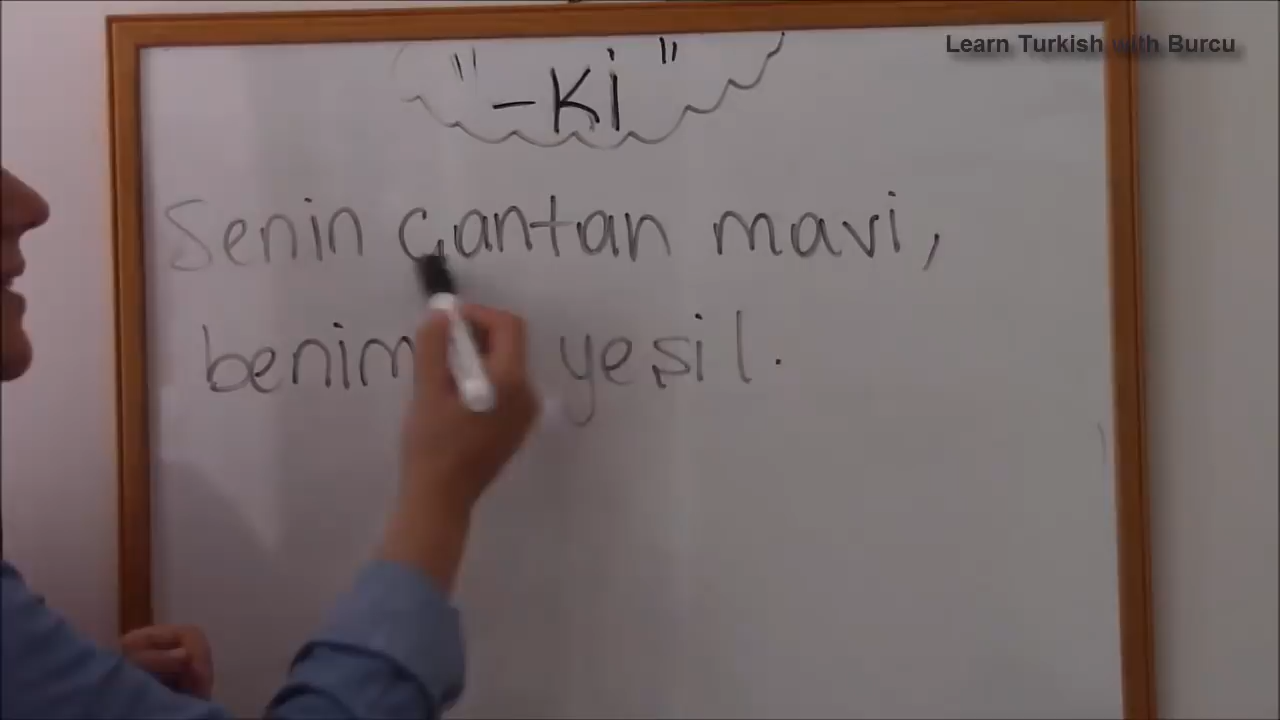 Learn Turkish with Burcu
"-Ki"
Senin çantan mavi,
benim yeşil.